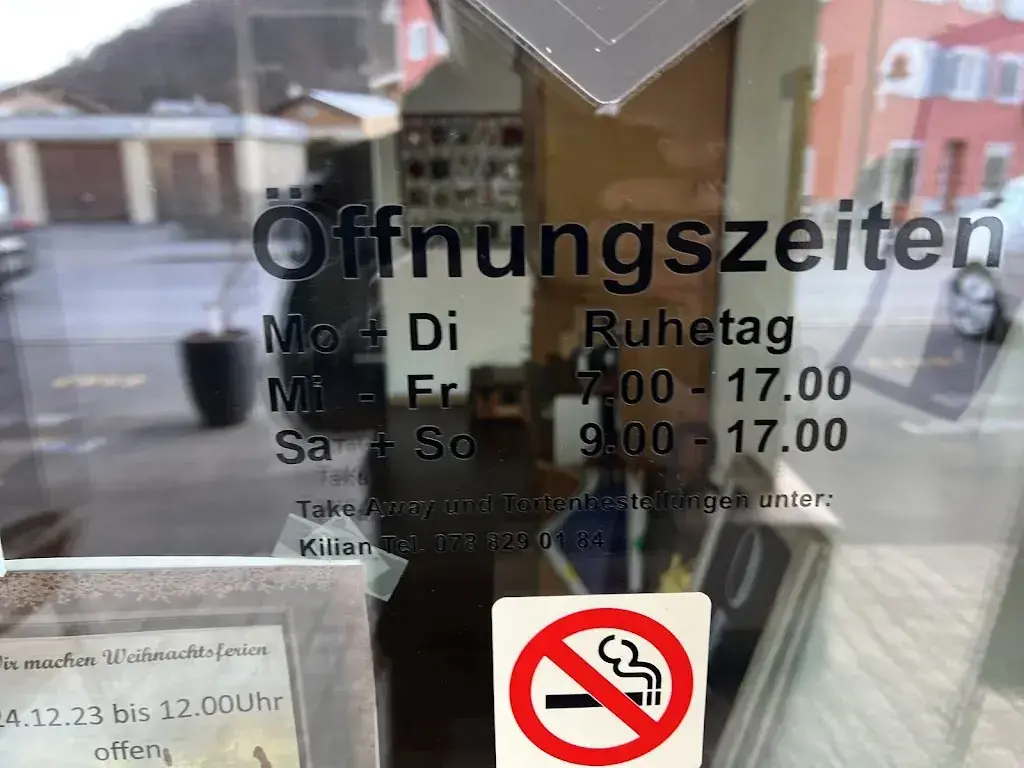 Öffnungszeiten
Mo + Di Ruhetag
Mi - Fr 7.00 - 17.00
Sa + So 9.00 - 17.00
Take Away und Tortenbestellungen unter:
Kilian Tel. 078 829 01 84
Wir machen Weihnachtsferien
24.12.23 bis 12.00Uhr
offen